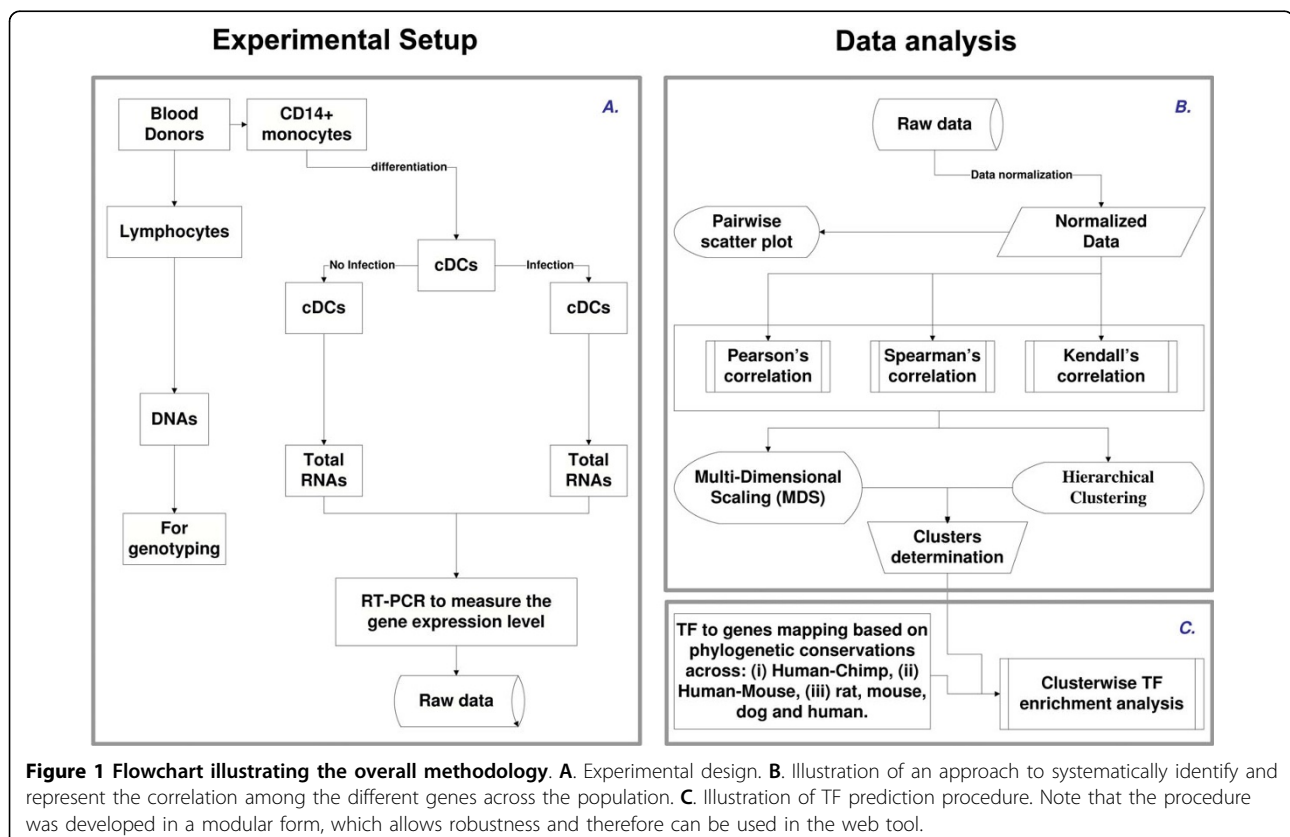 Experimental Setup
A.
Blood
Donors
CD14+
monocytes
differentiation
Lymphocytes
No Infection
cDCs
Infection
cDCs
cDCs
DNAs
Total
RNAs
Total
RNAs
For
genotyping
RT-PCR to measure the
gene expression level
Raw data
Data analysis
B.
Raw data
Data normalization
Pairwise
scatter plot
Normalized
Data
Pearson's
correlation
Spearman's
correlation
Kendall's
correlation
Multi-Dimensional
Scaling (MDS)
Hierarchical
Clustering
Clusters
determination
C.
TF to genes mapping based on
phylogenetic conservations
across: (i) Human-Chimp, (ii)
Human-Mouse, (iii) rat, mouse,
dog and human.
Clusterwise TF
enrichment analysis
Figure 1 Flowchart illustrating the overall methodology. A. Experimental design. B. Illustration of an approach to systematically identify and
represent the correlation among the different genes across the population. C. Illustration of TF prediction procedure. Note that the procedure
was developed in a modular form, which allows robustness and therefore can be used in the web tool.